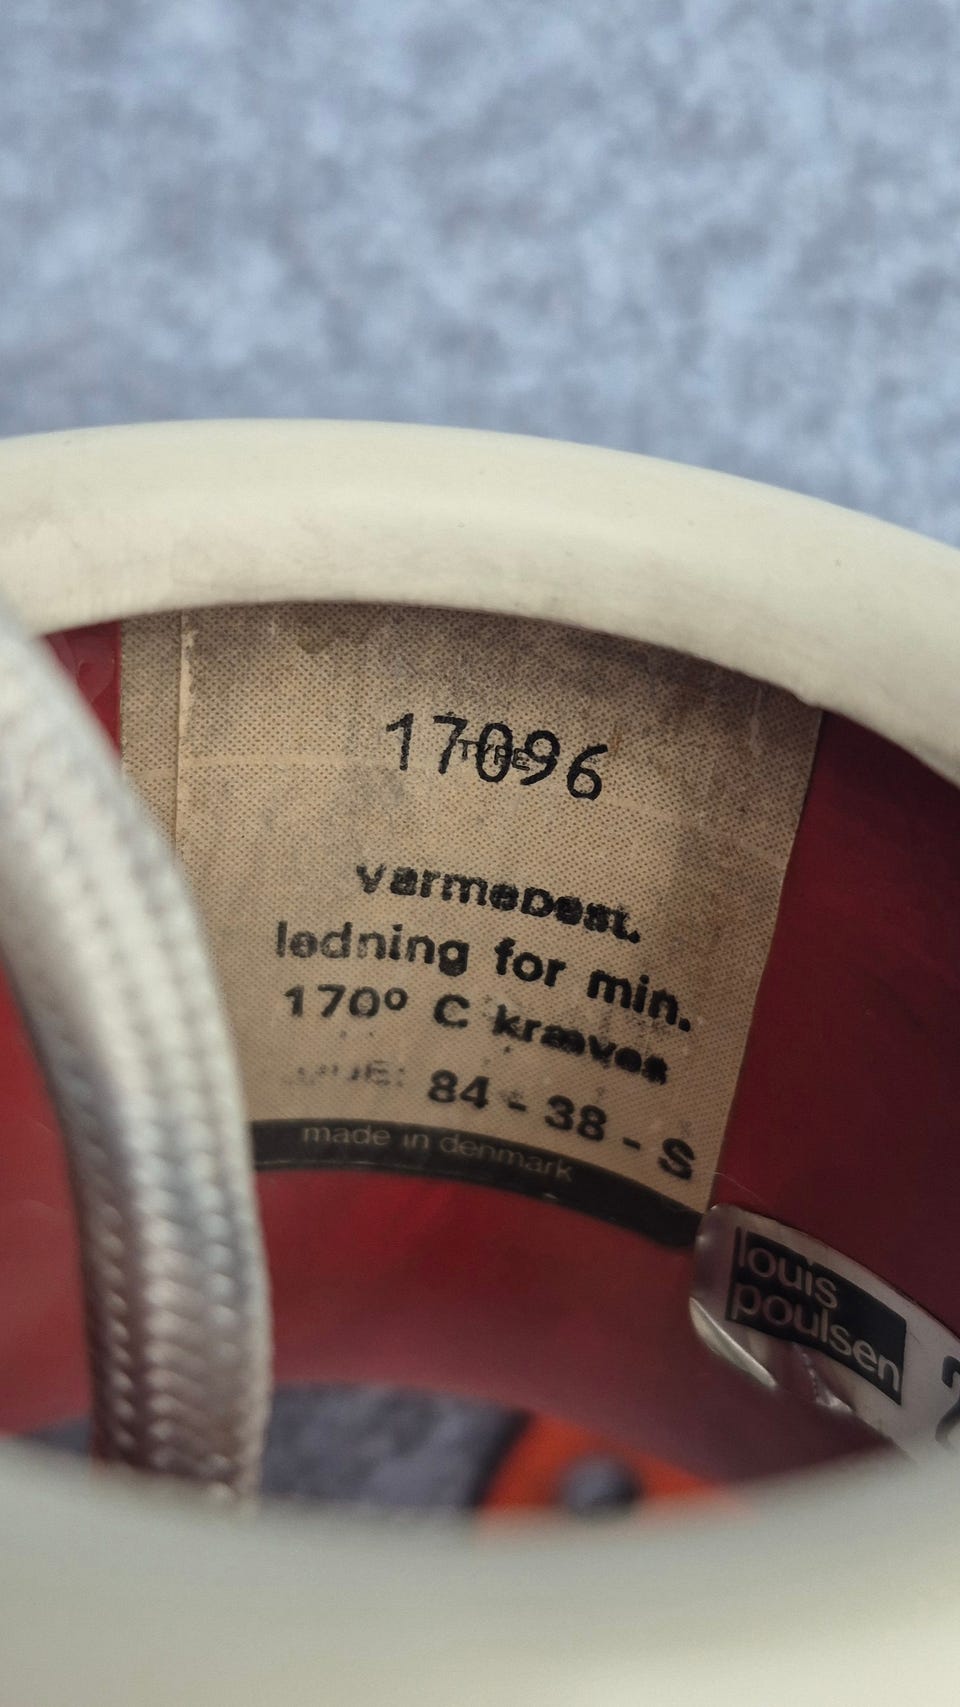 17096
TYPE
varmebest.
ledning for min.
170° C kræves
84 - 38 - S
made in denmark
louis
poulsen